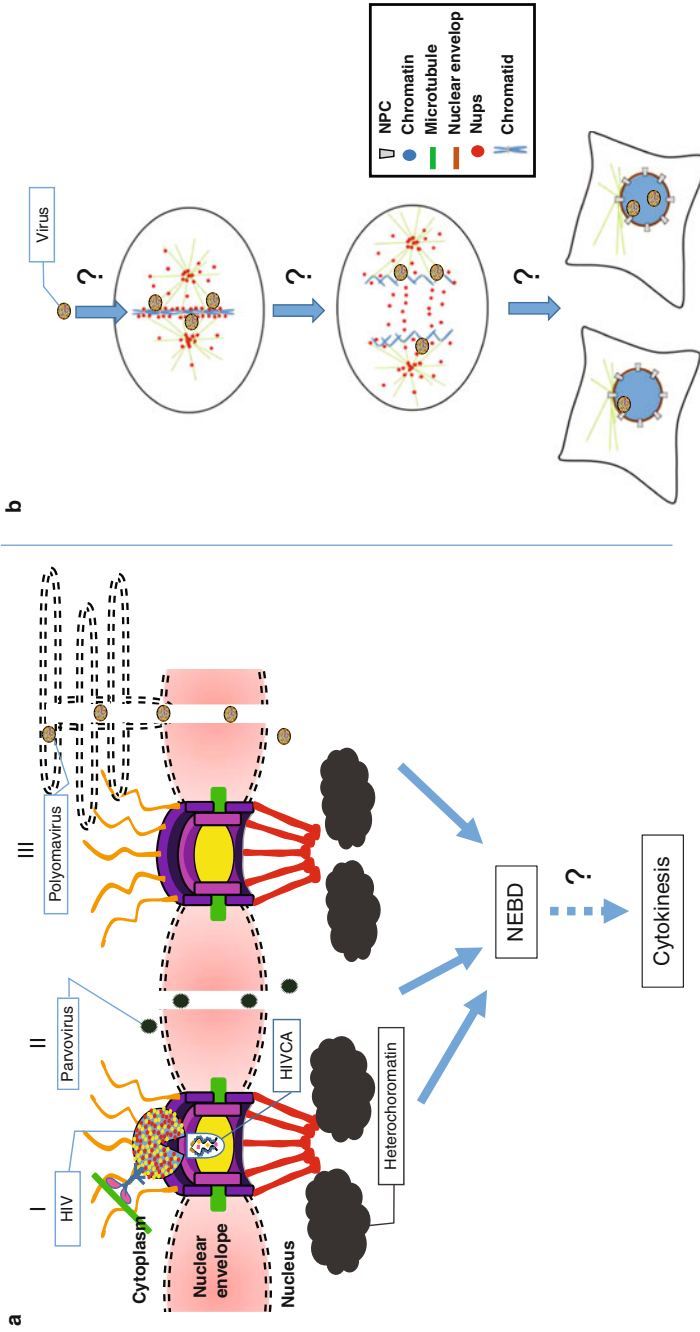 a
I
II
III
HIV
Parvovirus
Polyomavirus
Cytoplasm
Nuclear
envelope
Nucleus
HIVCA
Heterochoromatin
NEBD
?
Cytokinesis
b
Virus
?
?
?
NPC
Chromatin
Microtubule
Nuclear envelop
Nups
Chromatid